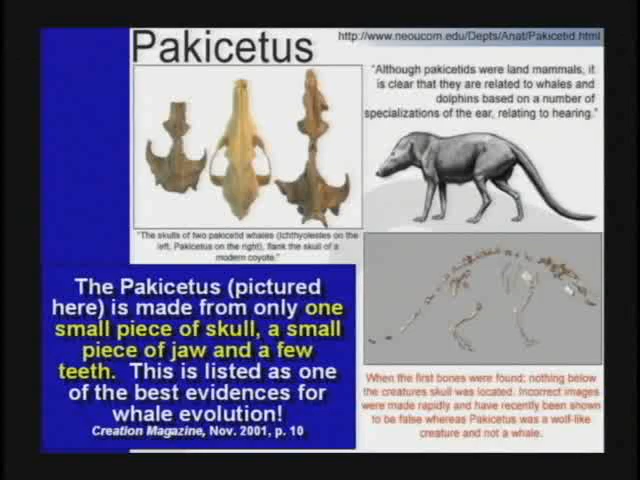 Pakicetus
http://www.neoucom.edu/Depts/Anat/Pakicetid.html
"Although pakicetids were land mammals, it
is clear that they are related to whales and
dolphins based on a number of
specializations of the ear, relating to hearing."
"The skulls of two pakicetid whales (Ichthyolestes on the
left, Pakicetus on the right), flank the skull of a
modern coyote."
The Pakicetus (pictured
here) is made from only one
small piece of skull, a small
piece of jaw and a few
teeth. This is listed as one
of the best evidences for
whale evolution!
Creation Magazine, Nov. 2001, p. 10
When the first bones were found; nothing below
the creatures skull was located. Incorrect images
were made rapidly and have recently been shown
to be false whereas Pakicetus was a wolf-like
creature and not a whale.